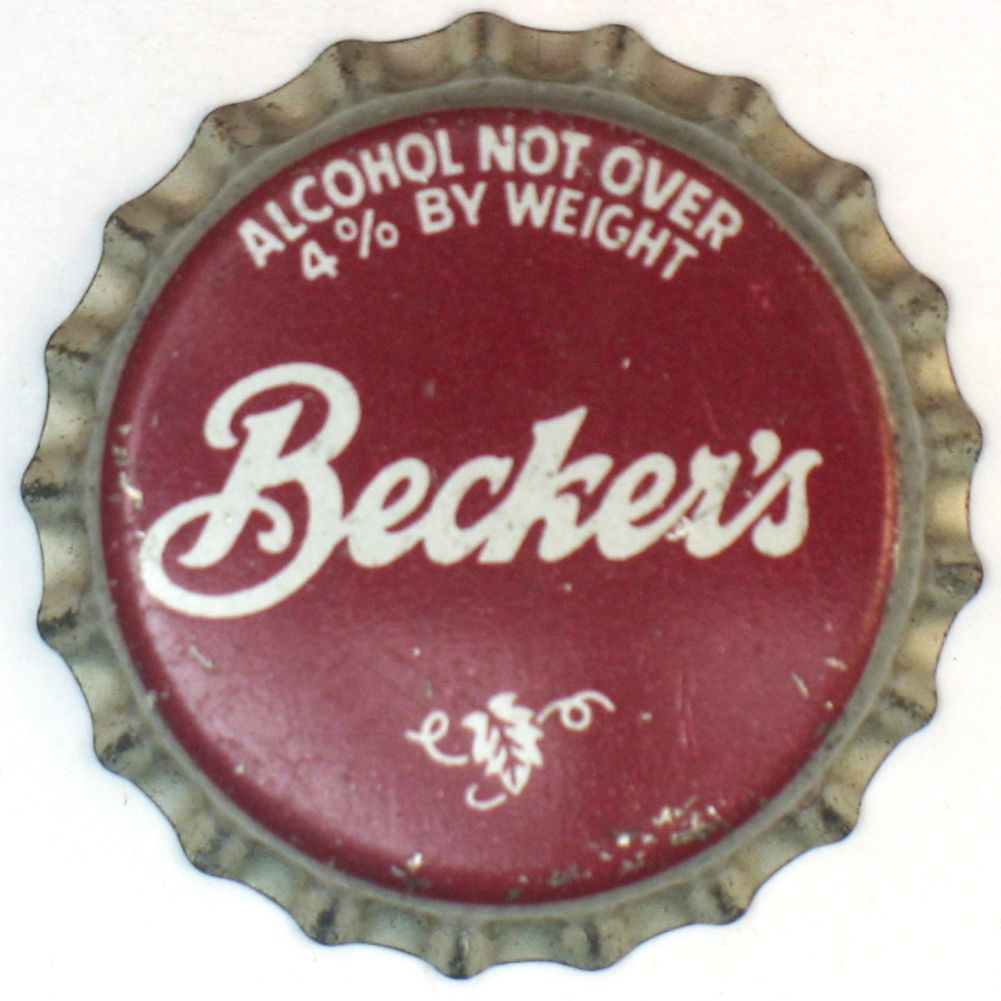 ALCOHOL NOT OVER
4% BY WEIGHT
Becker's